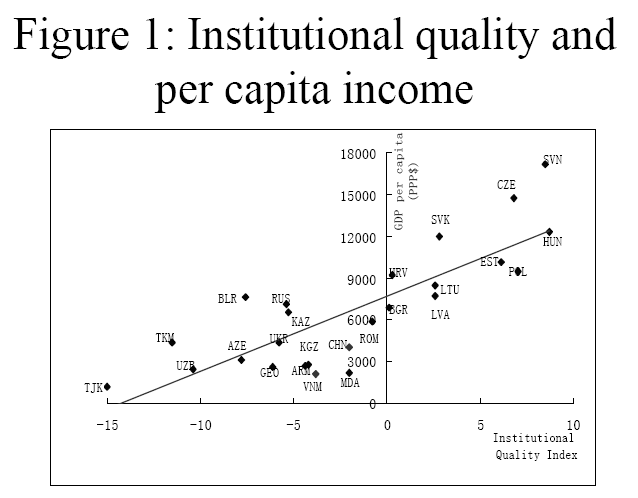 Figure 1: Institutional quality and
per capita income
18000
15000
12000
9000
6000
3000
0
GDP per capita
(PPP$)
SVN
CZE
SVK
HUN
EST
POL
HRV
LTU
BLR
RUS
BGR
LVA
KAZ
TKM
UKR
ROM
AZE
KGZ
CHN
UZB
GEO
ARM
TJK
VNM
MDA
-15
-10
-5
0
5
10
Institutional
Quality Index